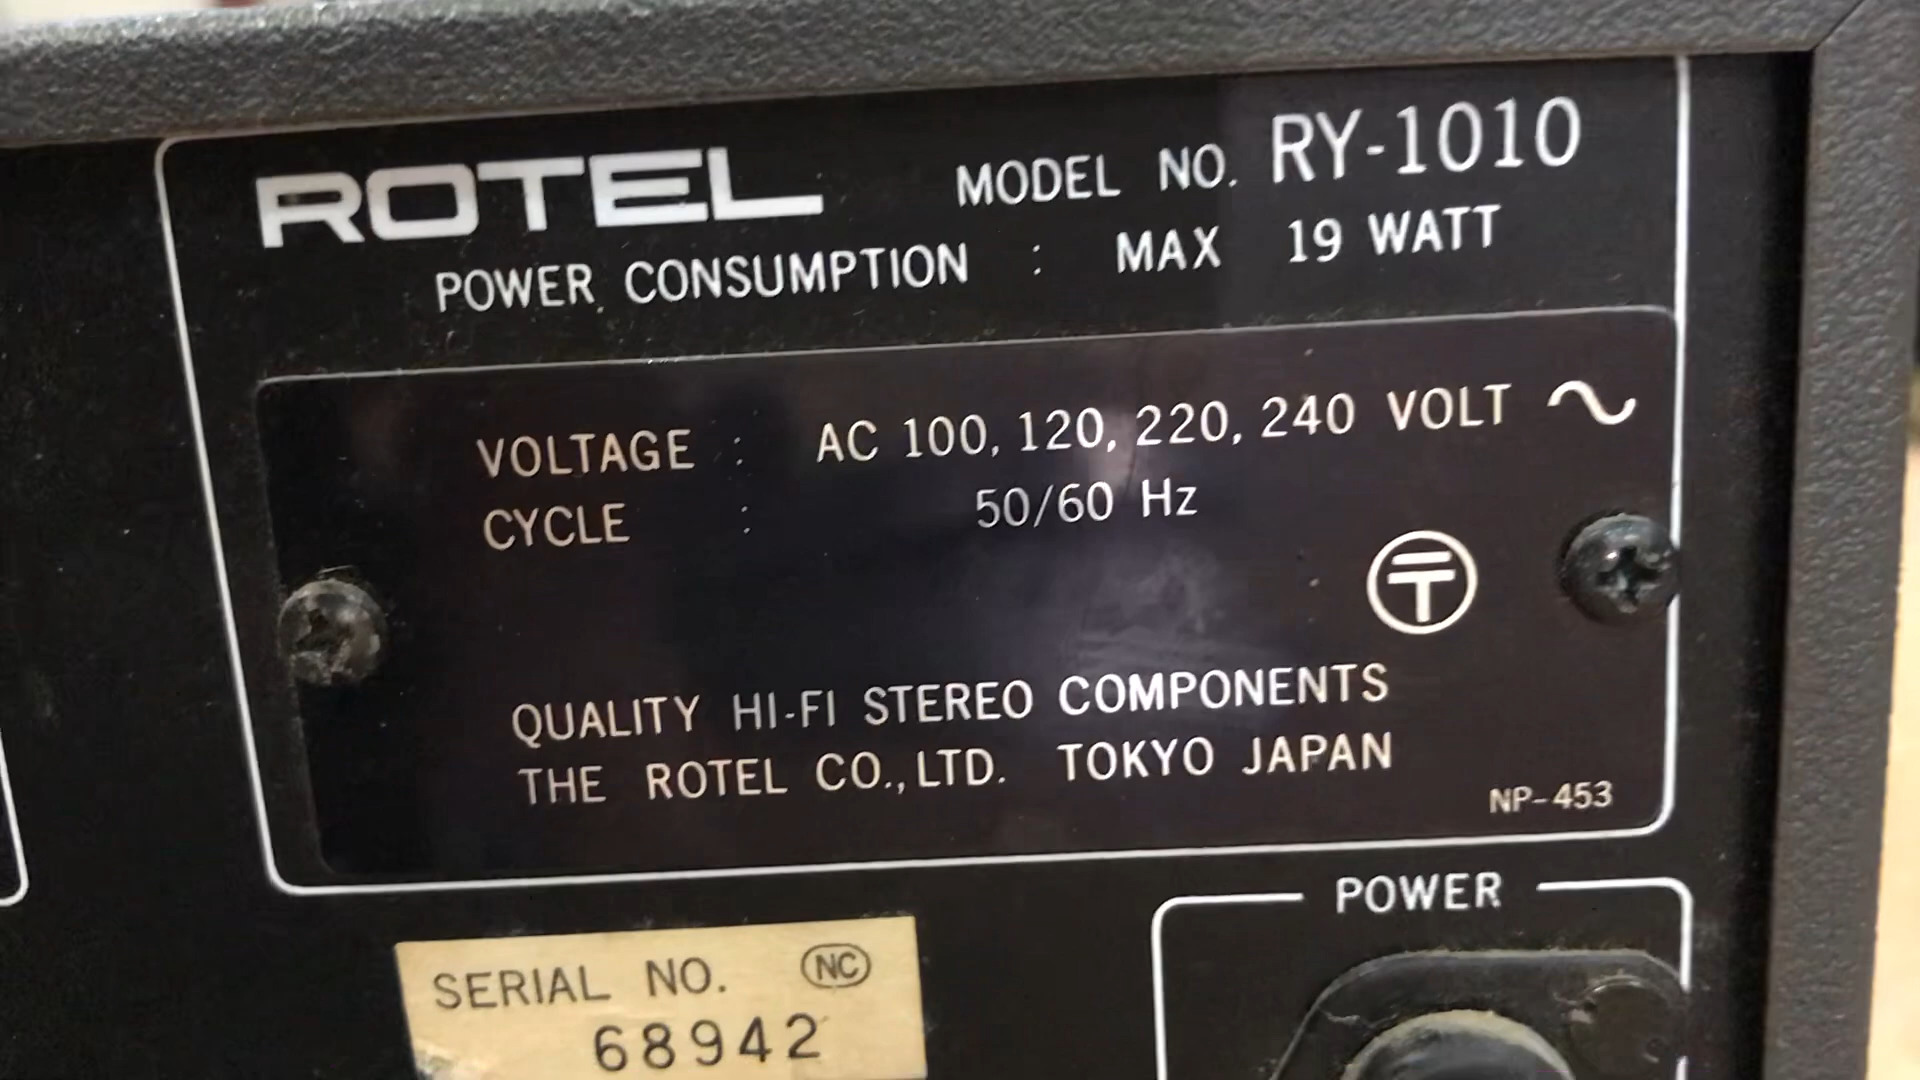 ROTEL MODEL NO. RY-1010
POWER CONSUMPTION : MAX 19 WATT
VOLTAGE : AC 100, 120, 220, 240 VOLT ~
CYCLE : 50/60 Hz
T
QUALITY HI-FI STEREO COMPONENTS
THE ROTEL CO., LTD. TOKYO JAPAN
NP-453
POWER
SERIAL NO. NC
68942